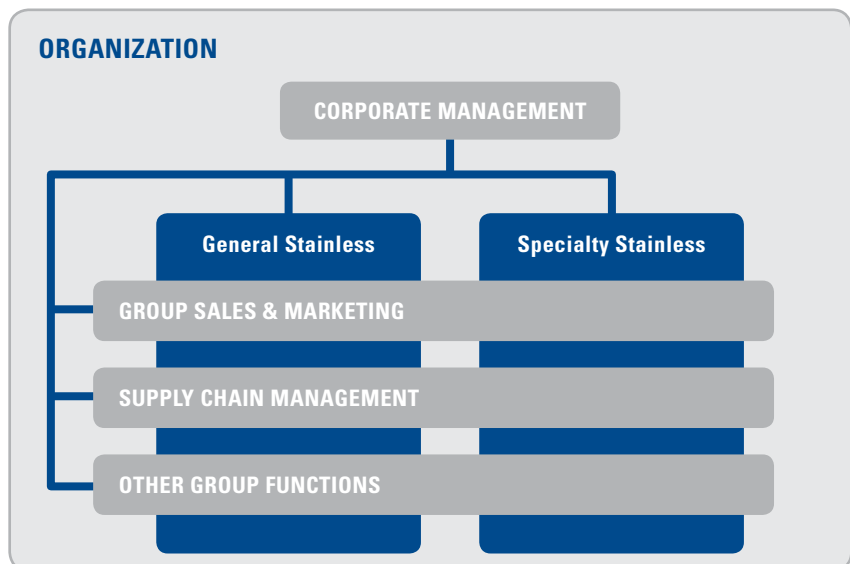 ORGANIZATION
CORPORATE MANAGEMENT
General Stainless
Specialty Stainless
GROUP SALES & MARKETING
SUPPLY CHAIN MANAGEMENT
OTHER GROUP FUNCTIONS